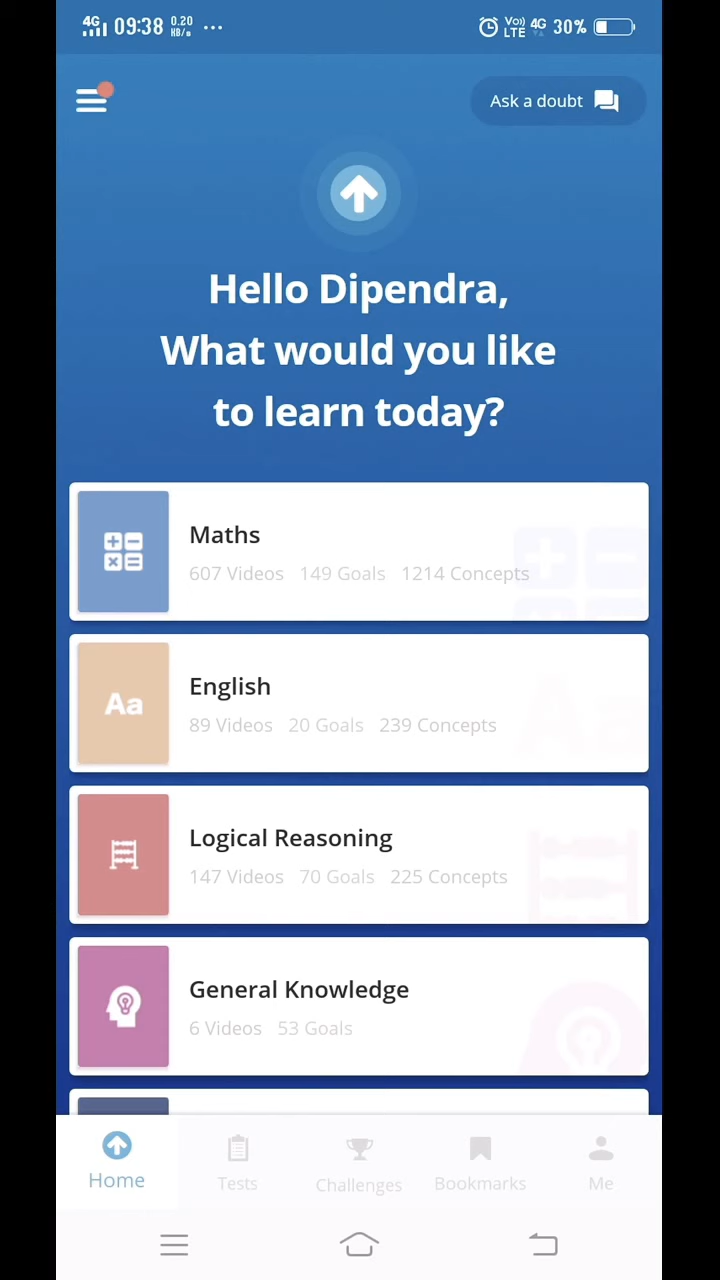 4G 09:38 0.20 KB/s ... Vo) LTE 4G 30%
Ask a doubt
Hello Dipendra,
What would you like
to learn today?
Maths
607 Videos 149 Goals 1214 Concepts
Aa
English
89 Videos 20 Goals 239 Concepts
Logical Reasoning
147 Videos 70 Goals 225 Concepts
General Knowledge
6 Videos 53 Goals
Home Tests Challenges Bookmarks Me